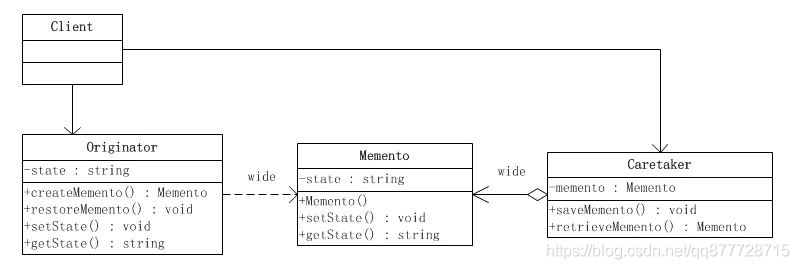 Client
Originator
-state : string
+createMemento() : Memento
+restoreMemento() : void
+setState() : void
+getState() : string
wide
Memento
-state : string
+Memento()
+setState() : void
+getState() : string
wide
Caretaker
-memento : Memento
+saveMemento() : void
+retrieveMemento() : Memento
https://blog.csdn.net/qq877728715